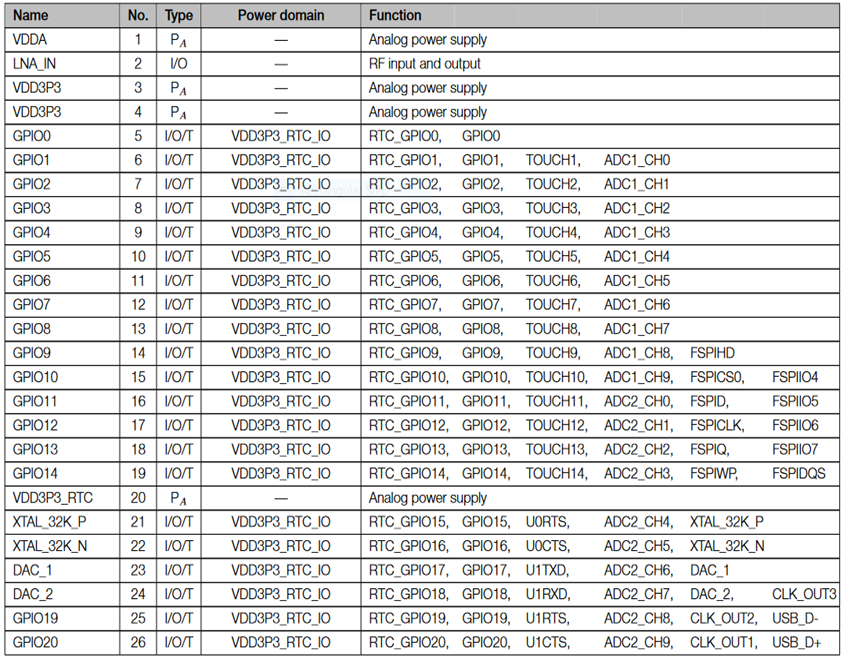 Name No. Type Power domain Function
VDDA 1 PA — Analog power supply
LNA_IN 2 I/O — RF input and output
VDD3P3 3 PA — Analog power supply
VDD3P3 4 PA — Analog power supply
GPIO0 5 I/O/T VDD3P3_RTC_IO RTC_GPIO0, GPIO0
GPIO1 6 I/O/T VDD3P3_RTC_IO RTC_GPIO1, GPIO1, TOUCH1, ADC1_CH0
GPIO2 7 I/O/T VDD3P3_RTC_IO RTC_GPIO2, GPIO2, TOUCH2, ADC1_CH1
GPIO3 8 I/O/T VDD3P3_RTC_IO RTC_GPIO3, GPIO3, TOUCH3, ADC1_CH2
GPIO4 9 I/O/T VDD3P3_RTC_IO RTC_GPIO4, GPIO4, TOUCH4, ADC1_CH3
GPIO5 10 I/O/T VDD3P3_RTC_IO RTC_GPIO5, GPIO5, TOUCH5, ADC1_CH4
GPIO6 11 I/O/T VDD3P3_RTC_IO RTC_GPIO6, GPIO6, TOUCH6, ADC1_CH5
GPIO7 12 I/O/T VDD3P3_RTC_IO RTC_GPIO7, GPIO7, TOUCH7, ADC1_CH6
GPIO8 13 I/O/T VDD3P3_RTC_IO RTC_GPIO8, GPIO8, TOUCH8, ADC1_CH7
GPIO9 14 I/O/T VDD3P3_RTC_IO RTC_GPIO9, GPIO9, TOUCH9, ADC1_CH8, FSPIHD
GPIO10 15 I/O/T VDD3P3_RTC_IO RTC_GPIO10, GPIO10, TOUCH10, ADC1_CH9, FSPICS0, FSPIIO4
GPIO11 16 I/O/T VDD3P3_RTC_IO RTC_GPIO11, GPIO11, TOUCH11, ADC2_CH0, FSPID, FSPIIO5
GPIO12 17 I/O/T VDD3P3_RTC_IO RTC_GPIO12, GPIO12, TOUCH12, ADC2_CH1, FSPICLK, FSPIIO6
GPIO13 18 I/O/T VDD3P3_RTC_IO RTC_GPIO13, GPIO13, TOUCH13, ADC2_CH2, FSPIQ, FSPIIO7
GPIO14 19 I/O/T VDD3P3_RTC_IO RTC_GPIO14, GPIO14, TOUCH14, ADC2_CH3, FSPIWP, FSPIDQS
VDD3P3_RTC 20 PA — Analog power supply
XTAL_32K_P 21 I/O/T VDD3P3_RTC_IO RTC_GPIO15, GPIO15, U0RTS, ADC2_CH4, XTAL_32K_P
XTAL_32K_N 22 I/O/T VDD3P3_RTC_IO RTC_GPIO16, GPIO16, U0CTS, ADC2_CH5, XTAL_32K_N
DAC_1 23 I/O/T VDD3P3_RTC_IO RTC_GPIO17, GPIO17, U1TXD, ADC2_CH6, DAC_1
DAC_2 24 I/O/T VDD3P3_RTC_IO RTC_GPIO18, GPIO18, U1RXD, ADC2_CH7, DAC_2, CLK_OUT3
GPIO19 25 I/O/T VDD3P3_RTC_IO RTC_GPIO19, GPIO19, U1RTS, ADC2_CH8, CLK_OUT2, USB_D-
GPIO20 26 I/O/T VDD3P3_RTC_IO RTC_GPIO20, GPIO20, U1CTS, ADC2_CH9, CLK_OUT1, USB_D+